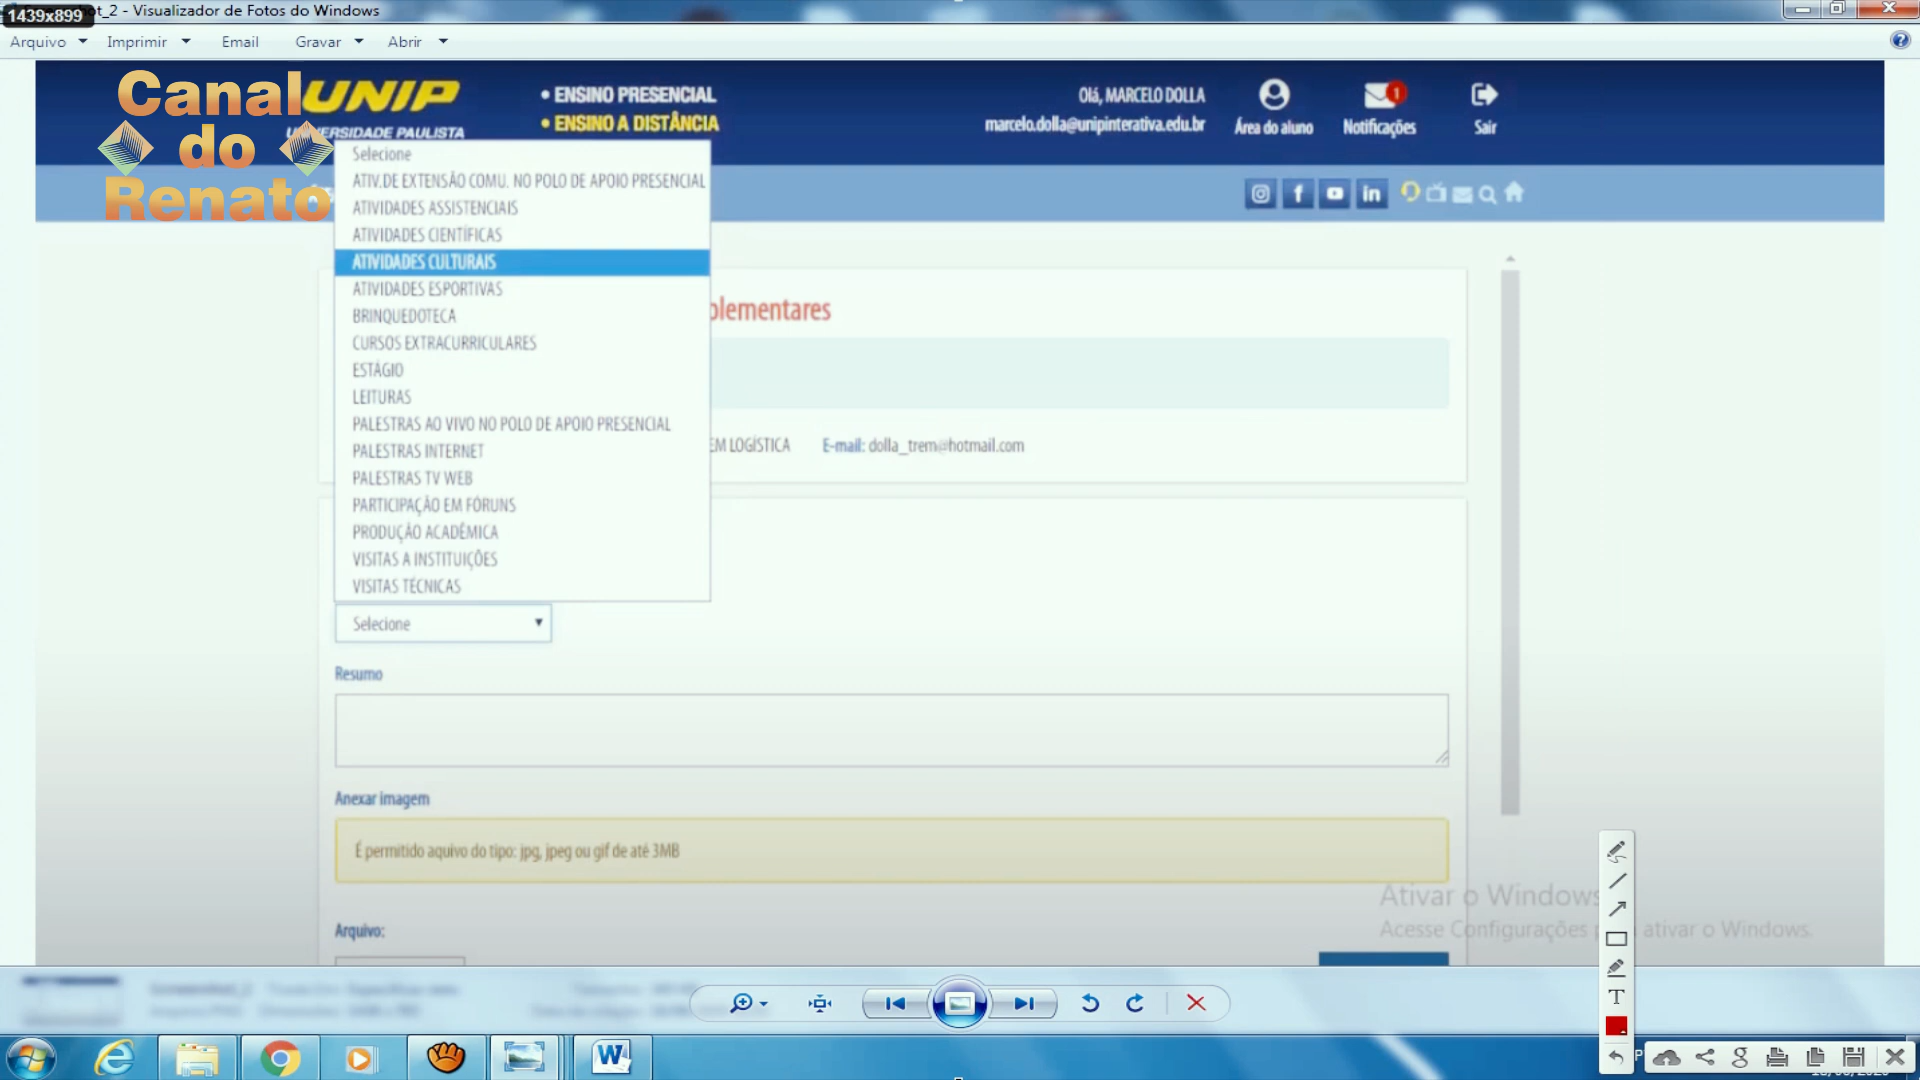 1439x899
ot_2 - Visualizador de Fotos do Windows
Arquivo Imprimir Email Gravar Abrir
Canal
do
Renato
UNIP
UNIVERSIDADE PAULISTA
• ENSINO PRESENCIAL
• ENSINO A DISTÂNCIA
Olá, MARCELO DOLLA
marcelo.dolla@unipinterativa.edu.br
Área do aluno
Notificações
1
Sair
Selecione
ATIV.DE EXTENSÃO COMU. NO POLO DE APOIO PRESENCIAL
ATIVIDADES ASSISTENCIAIS
ATIVIDADES CIENTÍFICAS
ATIVIDADES CULTURAIS
ATIVIDADES ESPORTIVAS
BRINQUEDOTECA
CURSOS EXTRACURRICULARES
ESTÁGIO
LEITURAS
PALESTRAS AO VIVO NO POLO DE APOIO PRESENCIAL
PALESTRAS INTERNET
PALESTRAS TV WEB
PARTICIPAÇÃO EM FÓRUNS
PRODUÇÃO ACADÊMICA
VISITAS A INSTITUIÇÕES
VISITAS TÉCNICAS
plementares
EM LOGÍSTICA E-mail: dolla_trem@hotmail.com
Selecione
Resumo
Anexar imagem
É permitido aquivo do tipo: jpg, jpeg ou gif de até 3MB
Arquivo:
Ativar o Windows
Acesse Configurações ativar o Windows.